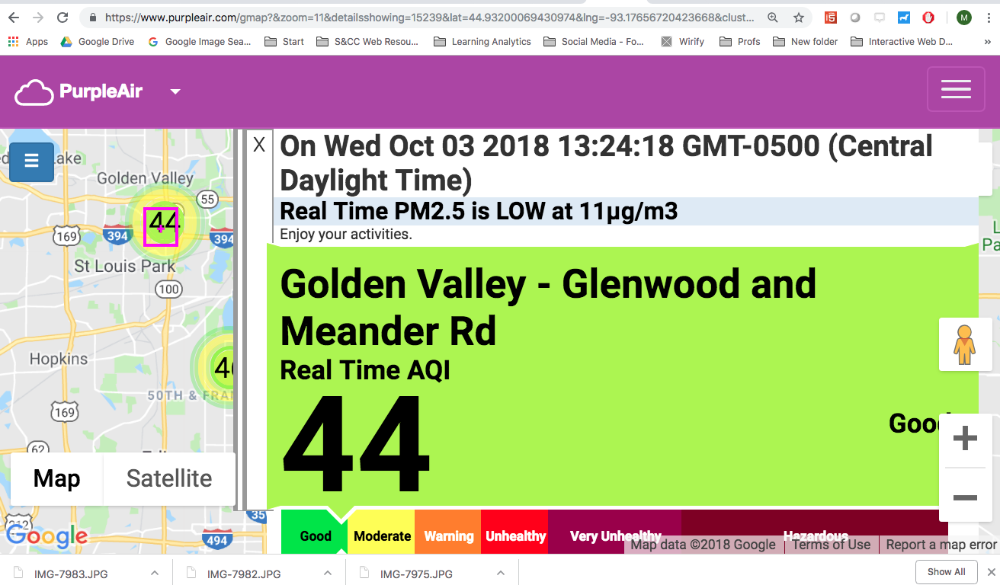 https://www.purpleair.com/gmap?&zoom=11&detailsshowing=15239&lat=44.93200069430974&lng=-93.17656720423668&clust...
M
Apps Google Drive Google Image Sea... Start S&CC Web Resou... Learning Analytics Social Media - Fo... Wirify Profs New folder Interactive Web D... »
PurpleAir
X
On Wed Oct 03 2018 13:24:18 GMT-0500 (Central
Daylight Time)
Real Time PM2.5 is LOW at 11µg/m3
Enjoy your activities.
Golden Valley - Glenwood and
Meander Rd
Real Time AQI
44
Good
Good Moderate Warning Unhealthy Very Unhealthy Hazardous
Golden Valley
55
44
169
394
394
St Louis Park
100
Hopkins
50TH &
169
62
Map Satellite
Google
494
Map data ©2018 Google Terms of Use Report a map error
IMG-7983.JPG IMG-7982.JPG IMG-7975.JPG Show All